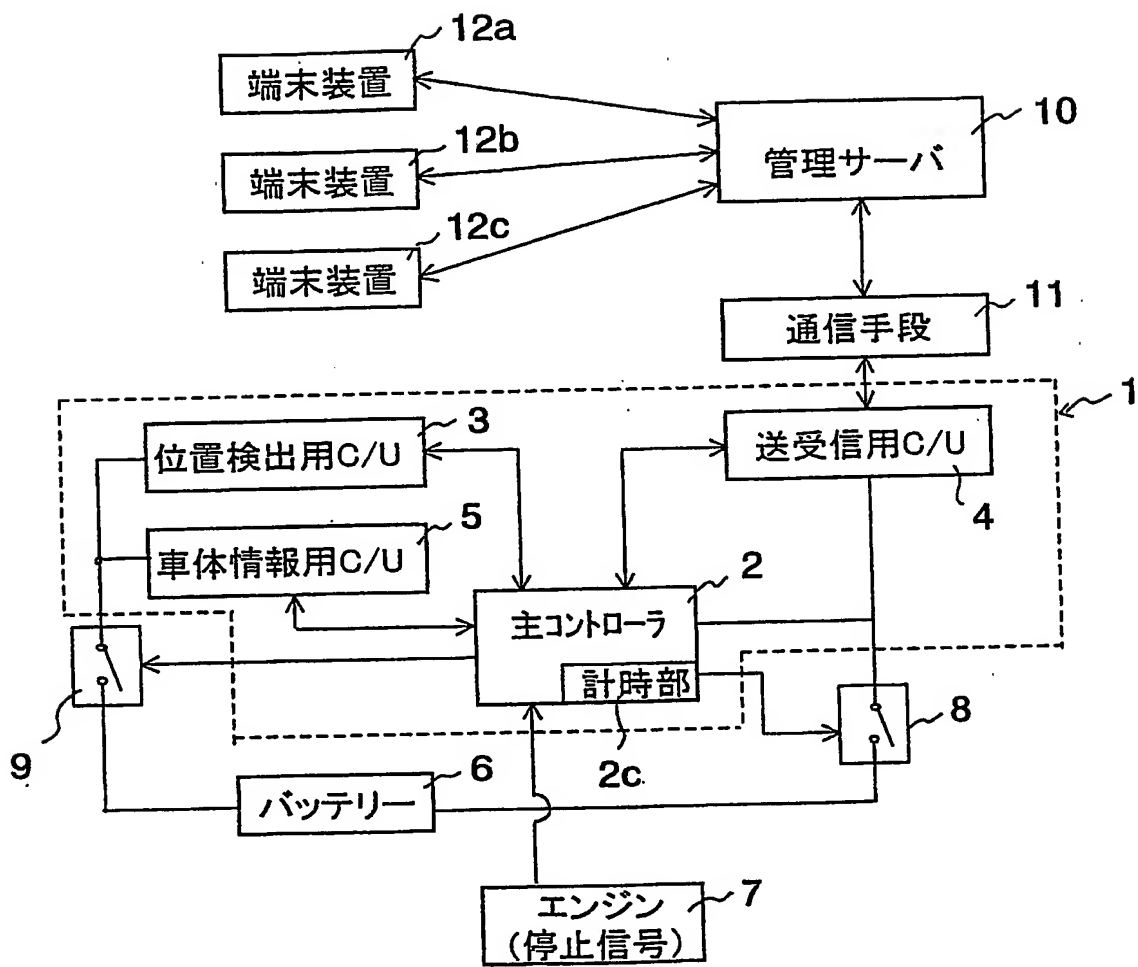 12a
端末装置
12b
端末装置
12c
端末装置
10
管理サーバ
11
通信手段
1
3
位置検出用C/U
送受信用C/U
4
5
車体情報用C/U
2
主コントローラ
計時部
2c
9
8
6
バッテリー
7
エンジン
(停止信号)